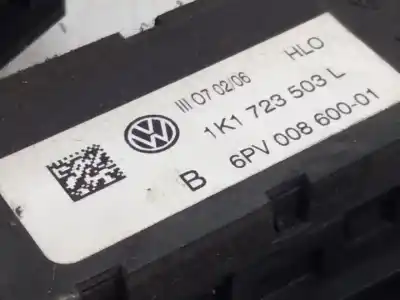 III 07 02/06 HLO
1K1 723 503 L
B 6PV 008 600-01